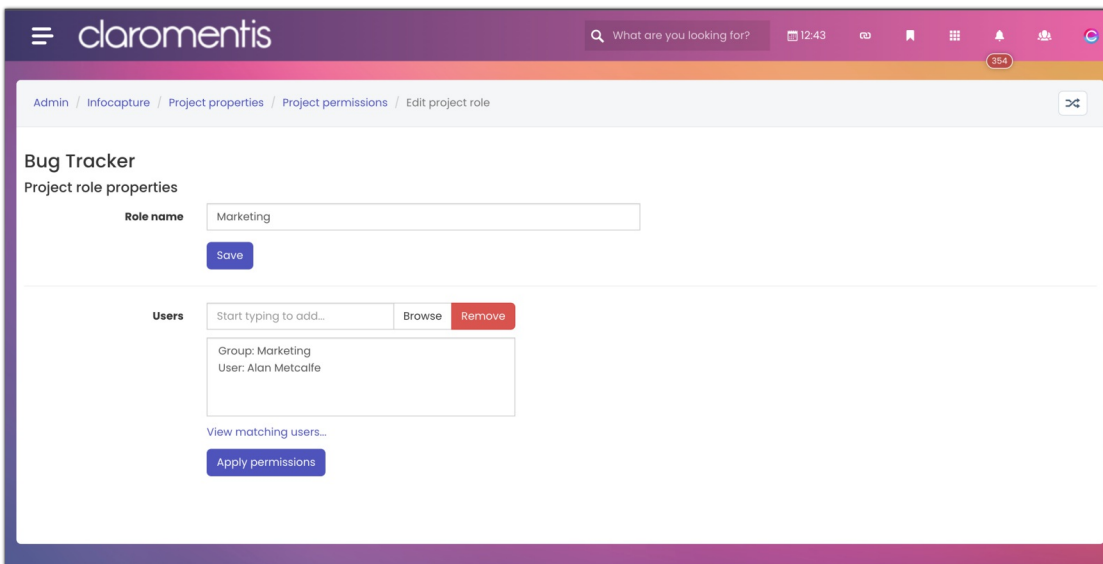 claromentis
What are you looking for?
12:43
354
Admin / Infocapture / Project properties / Project permissions / Edit project role
Bug Tracker
Project role properties
Role name
Marketing
Save
Users
Start typing to add...
Browse
Remove
Group: Marketing
User: Alan Metcalfe
View matching users...
Apply permissions